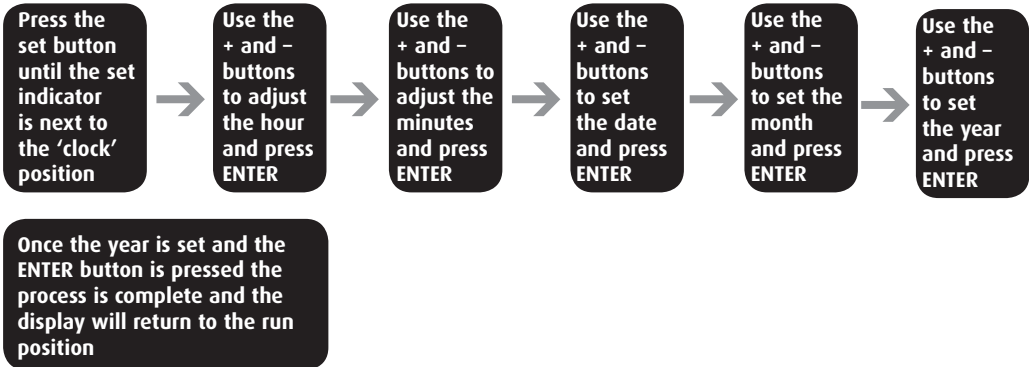 Press the
set button
until the set
indicator
is next to
the ‘clock’
position
Use the
+ and –
buttons
to adjust
the hour
and press
ENTER
Use the
+ and –
buttons to
adjust the
minutes
and press
ENTER
Use the
+ and –
buttons
to set
the date
and press
ENTER
Use the
+ and –
buttons
to set the
month
and press
ENTER
Use the
+ and –
buttons
to set
the year
and press
ENTER
Once the year is set and the
ENTER button is pressed the
process is complete and the
display will return to the run
position